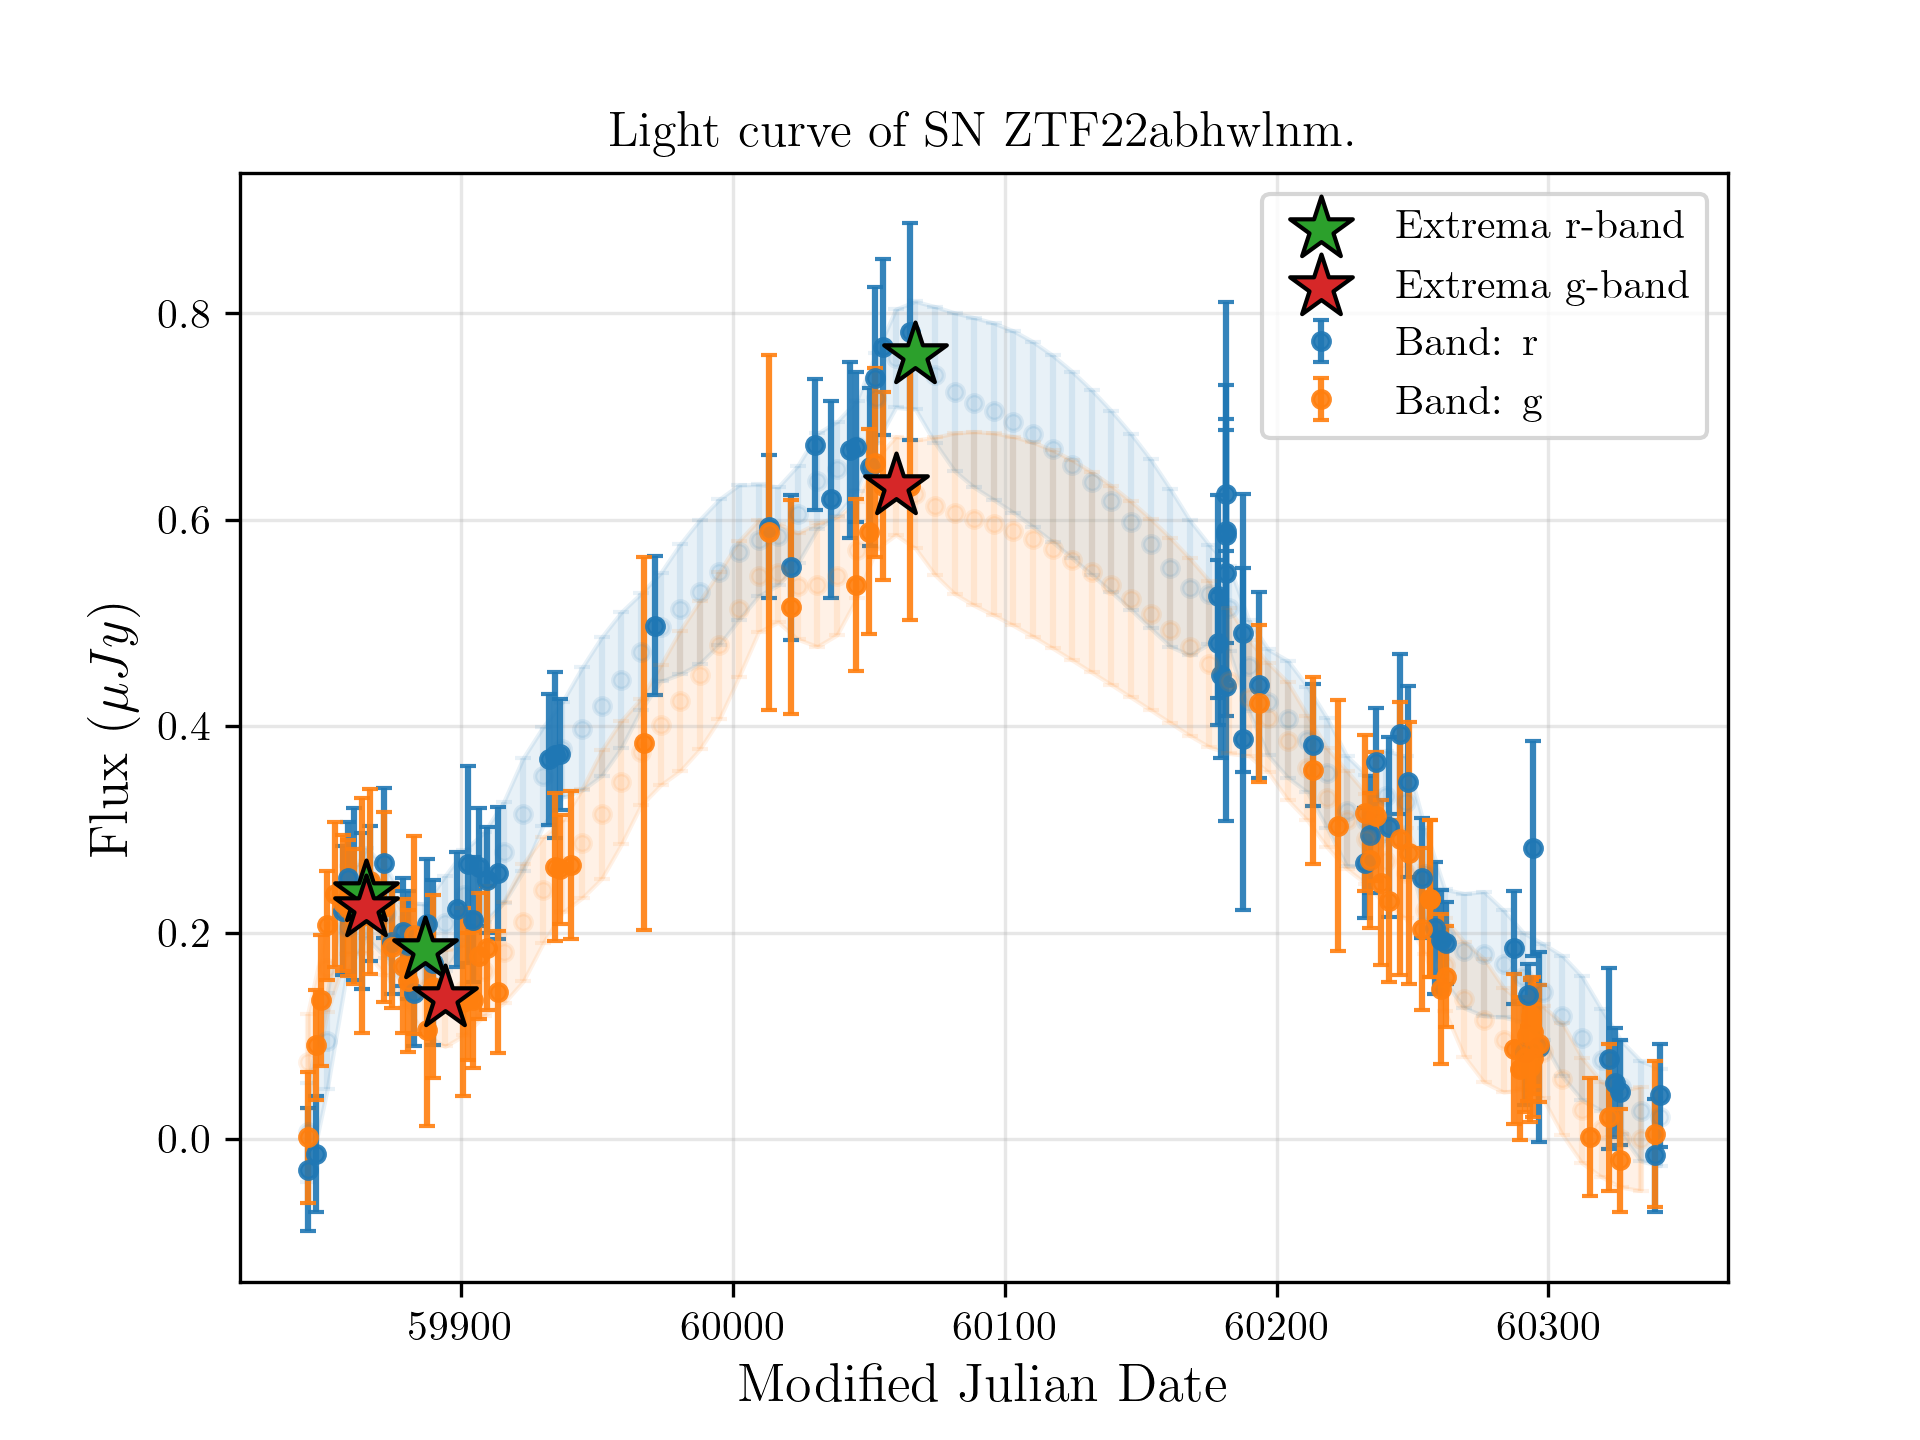 Light curve of SN ZTF22abhwlnm.
Extrema r-band
Extrema g-band
Band: r
Band: g
0.8
0.6
0.4
0.2
0.0
Flux (μJy)
59900 60000 60100 60200 60300
Modified Julian Date